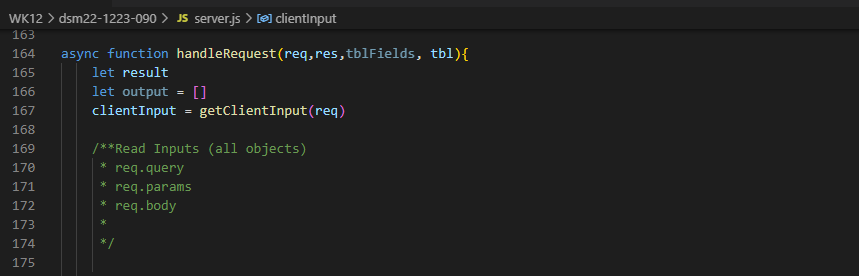 WK12 > dsm22-1223-090 > JS server.js > clientInput
163
164 async function handleRequest(req,res,tblFields, tbl){
165 let result
166 let output = []
167 clientInput = getClientInput(req)
168
169 /**Read Inputs (all objects)
170 * req.query
171 * req.params
172 * req.body
173 *
174 */
175